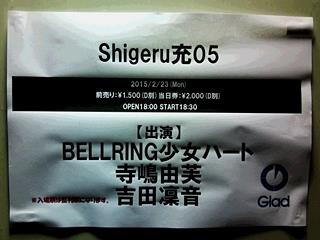 Shigeru充05
2015/2/23(Mon)
前売り:¥1,500(D別) 当日券:¥2,000(D別)
OPEN18:00 START18:30
【出演】
BELLRING少女ハート
寺嶋由芙
吉田凜音
Glad